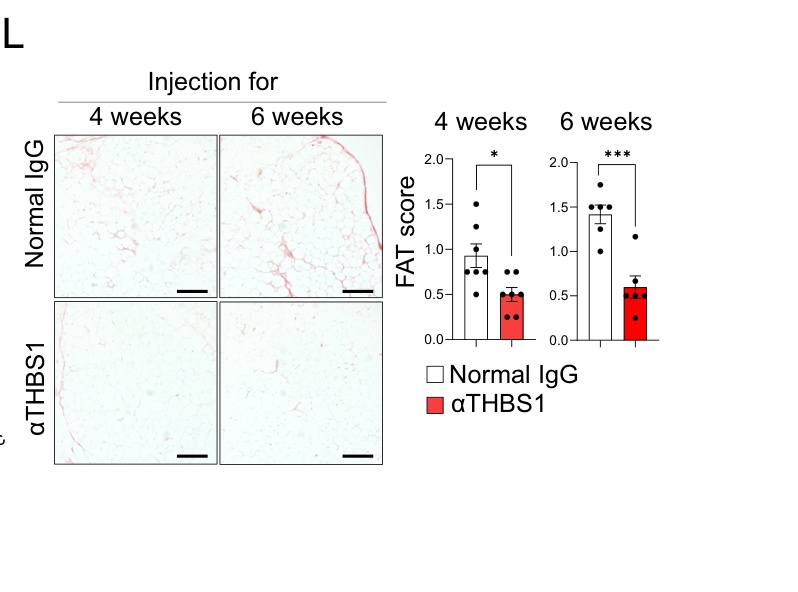 L
Injection for
4 weeks
6 weeks
Normal IgG
αTHBS1
4 weeks
6 weeks
*
***
FAT score
2.0
1.5
1.0
0.5
0.0
2.0
1.5
1.0
0.5
0.0
Normal IgG
αTHBS1